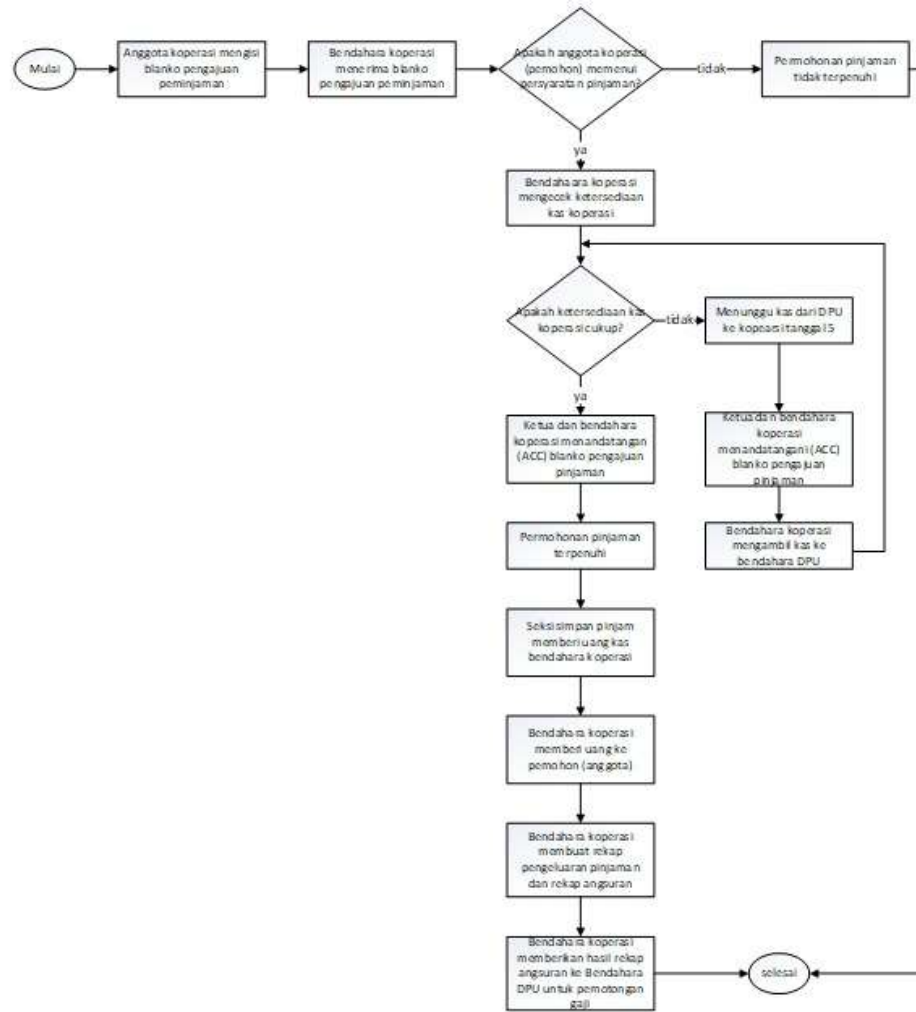 Mulai
Anggota koperasi mengisi
blanko pengajuan
peminjaman
Bendahara koperasi
menerima blanko
pengajuan peminjaman
Apakah anggota koperasi
(pemohon) memenui
persyaratan pinjaman?
tidak
Permohonan pinjaman
tidak terpenuhi
ya
Bendahaara koperasi
mengecek ketersediaan
kas koperasi
Apakah ketersediaan kas
koperasi cukup?
tidak
Menunggu kas dari DPU
ke kopearsi tanggal 5
ya
Ketua dan bendahara
koperasi menandatangan
(ACC) blanko pengajuan
pinjaman
Ketua dan bendahara
koperasi
menandatangani (ACC)
blanko pengajuan
pinjaman
Permohonan pinjaman
terpenuhi
Bendahara koperasi
mengambil kas ke
bendahara DPU
Seksi simpan pinjam
memberi uang kas
bendahara koperasi
Bendahara koperasi
memberi uang ke
pemohon (anggota)
Bendahara koperasi
membuat rekap
pengeluaran pinjaman
dan rekap angsuran
Bendahara koperasi
memberikan hasil rekap
angsuran ke Bendahara
DPU untuk pemotongan
gaji
selesai